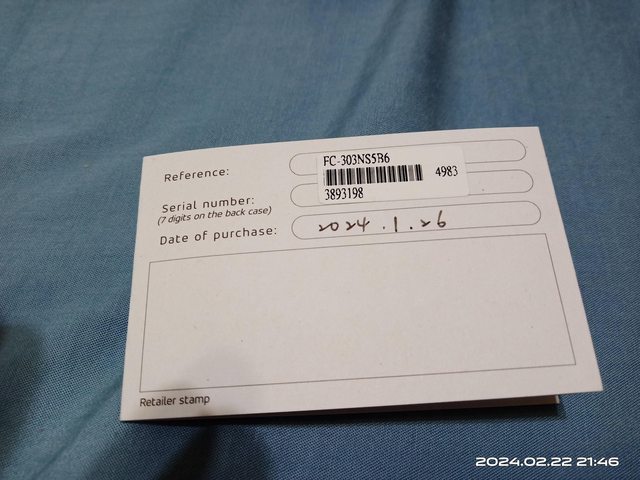 Reference:
FC-303NS5B6
4983
3893198
Serial number:
(7 digits on the back case)
Date of purchase:
2024.1.26
Retailer stamp
2024.02.22 21:46